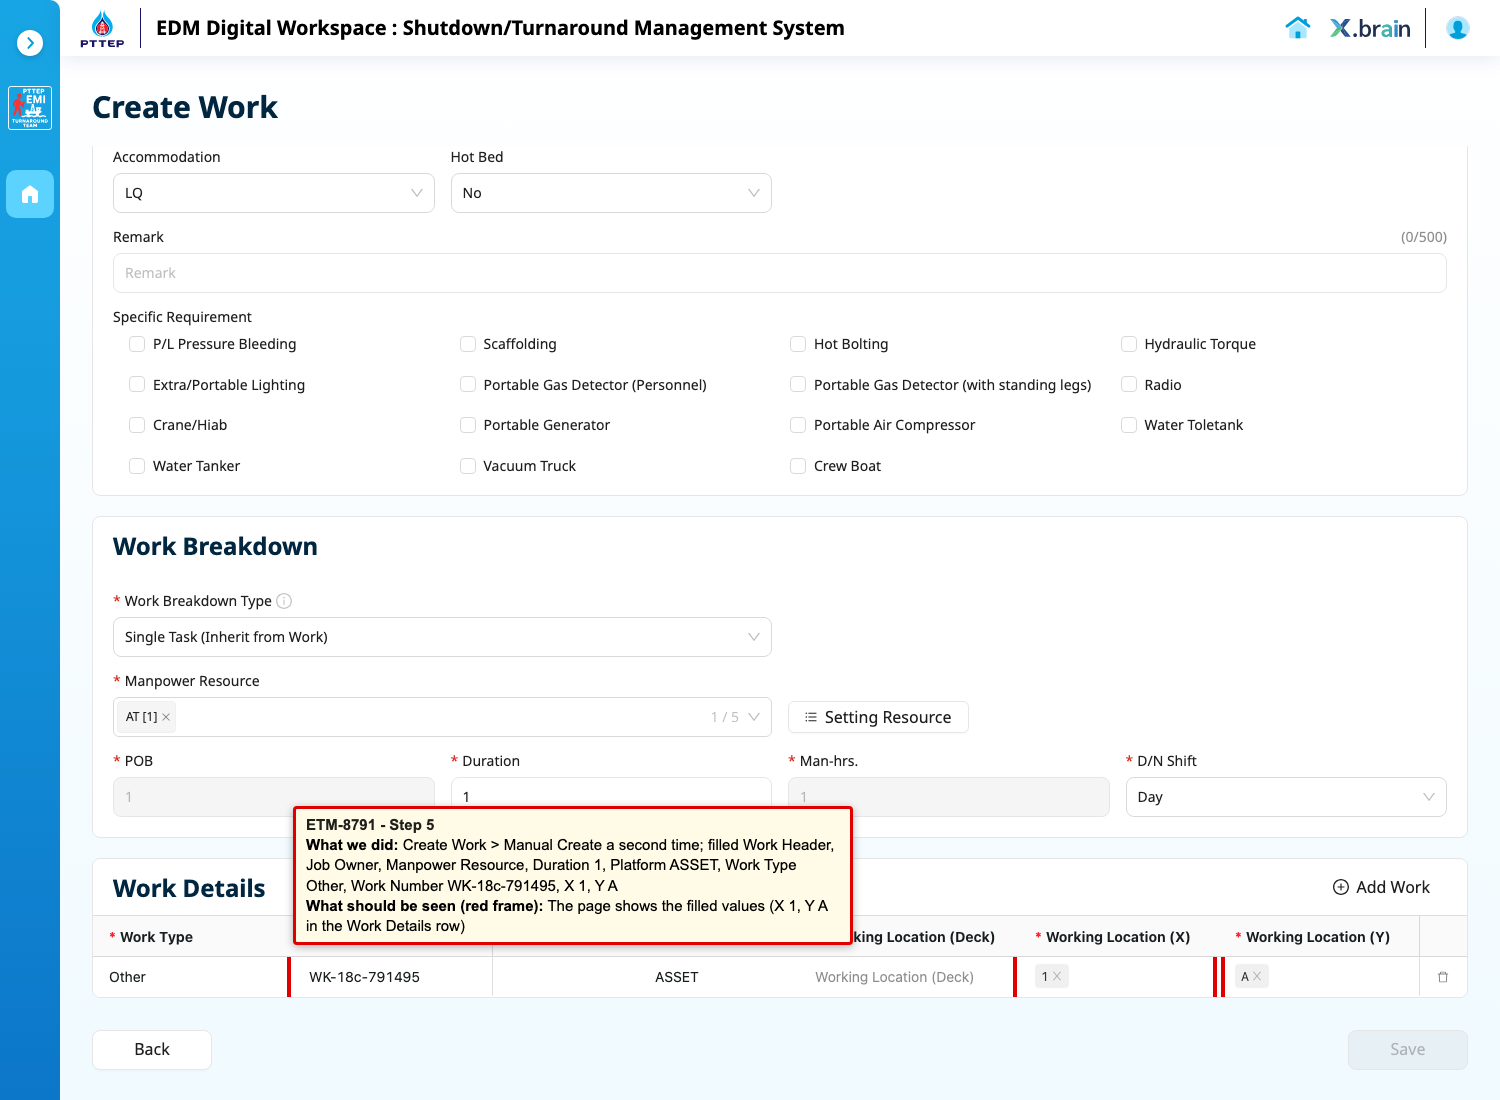 PTTEP
EDM Digital Workspace : Shutdown/Turnaround Management System
X.brain
PTTEP
EMI
TURNAROUND
TEAM
Create Work
Accommodation
Hot Bed
LQ
No
Remark
(0/500)
Remark
Specific Requirement
P/L Pressure Bleeding
Scaffolding
Hot Bolting
Hydraulic Torque
Extra/Portable Lighting
Portable Gas Detector (Personnel)
Portable Gas Detector (with standing legs)
Radio
Crane/Hiab
Portable Generator
Portable Air Compressor
Water Toletank
Water Tanker
Vacuum Truck
Crew Boat
Work Breakdown
* Work Breakdown Type
Single Task (Inherit from Work)
* Manpower Resource
AT [1]
1 / 5
Setting Resource
* POB
* Duration
* Man-hrs.
* D/N Shift
1
1
1
Day
ETM-8791 - Step 5
What we did: Create Work > Manual Create a second time; filled Work Header,
Job Owner, Manpower Resource, Duration 1, Platform ASSET, Work Type
Other, Work Number WK-18c-791495, X 1, Y A
What should be seen (red frame): The page shows the filled values (X 1, Y A
in the Work Details row)
Work Details
Add Work
* Work Type
king Location (Deck)
* Working Location (X)
* Working Location (Y)
Other
WK-18c-791495
ASSET
Working Location (Deck)
1
A
Back
Save